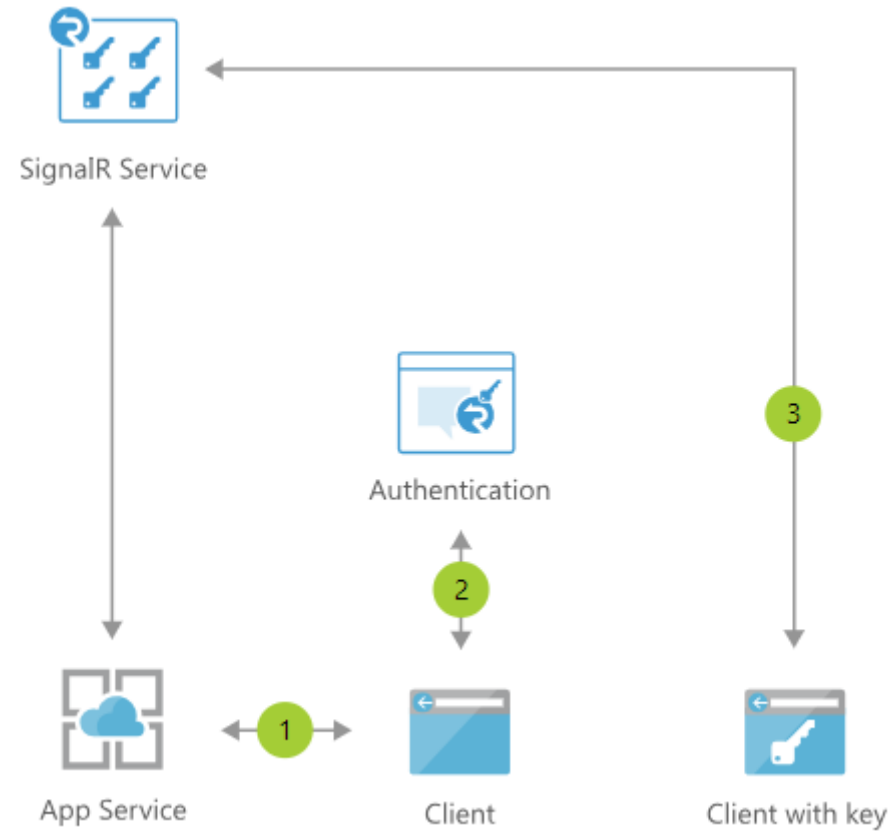 SignalR Service
3
Authentication
2
1
App Service
Client
Client with key